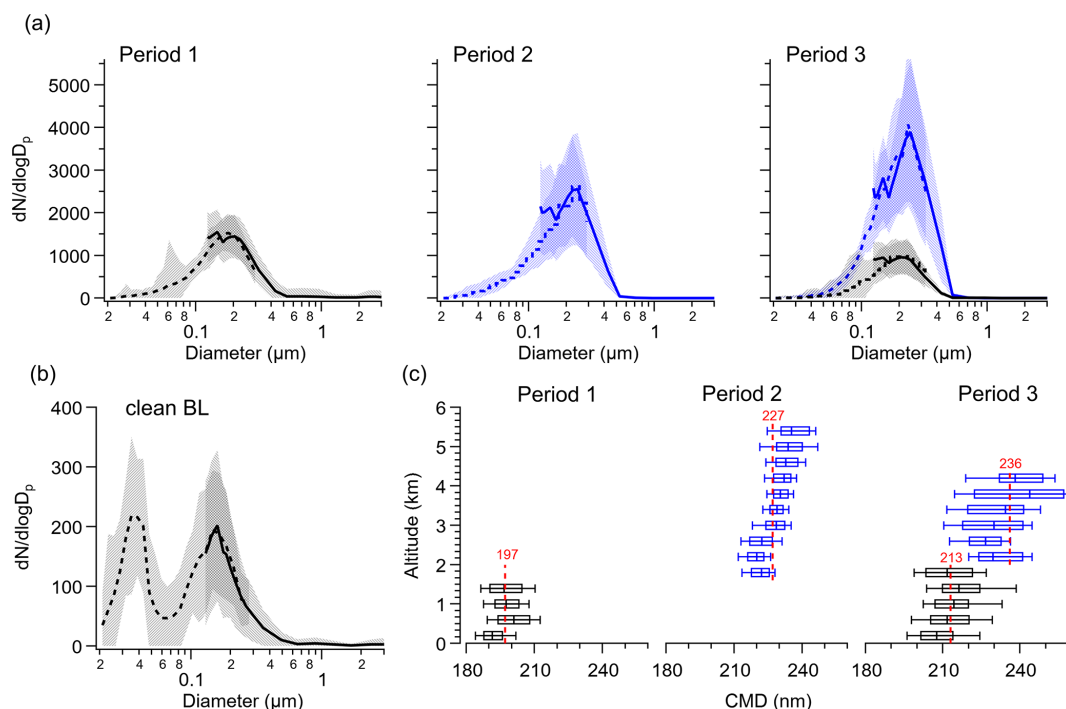 (a)
Period 1
Period 2
Period 3
5000
4000
3000
2000
1000
0
dN/dlogDp
2 4 6 8 0.1 2 4 6 8 1 2
2 4 6 8 0.1 2 4 6 8 1 2
2 4 6 8 0.1 2 4 6 8 1 2
Diameter (µm)
Diameter (µm)
Diameter (µm)
(b)
clean BL
400
300
200
100
0
dN/dlogDp
2 4 6 8 0.1 2 4 6 8 1 2
Diameter (µm)
(c)
Period 1
Period 2
Period 3
6
5
4
3
2
1
0
Altitude (km)
197
227
236
213
180 210 240
180 210 240
180 210 240
CMD (nm)